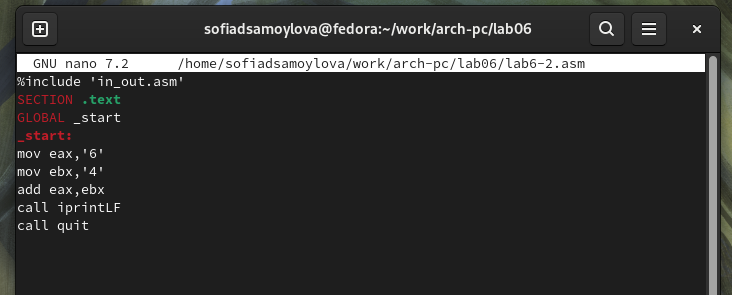 sofiadsamoylova@fedora:~/work/arch-pc/lab06
GNU nano 7.2 /home/sofiadsamoylova/work/arch-pc/lab06/lab6-2.asm
%include 'in_out.asm'
SECTION .text
GLOBAL _start
_start:
mov eax,'6'
mov ebx,'4'
add eax,ebx
call iprintLF
call quit